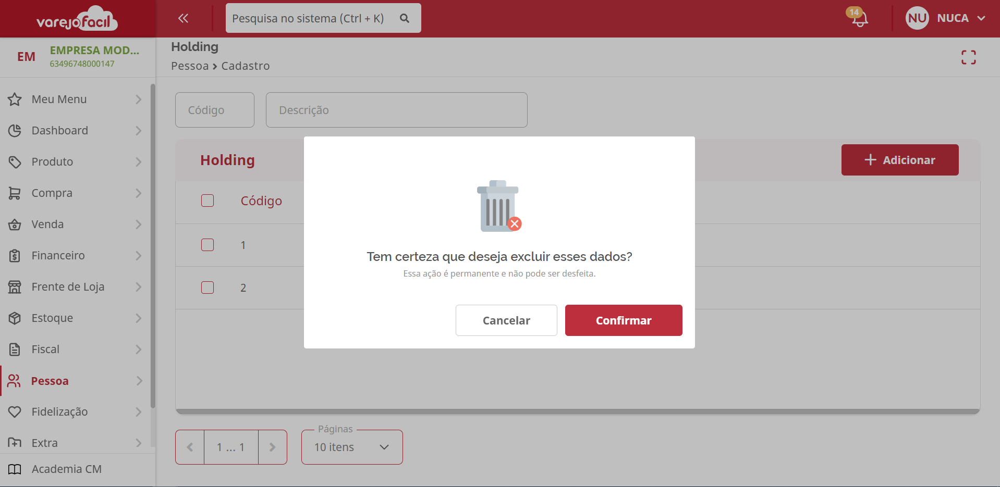 varejofacil
Pesquisa no sistema (Ctrl + K)
14
NU
NUCA
EM
EMPRESA MOD...
63496748000147
Holding
Pessoa > Cadastro
Meu Menu
Dashboard
Produto
Compra
Venda
Financeiro
Frente de Loja
Estoque
Fiscal
Pessoa
Fidelização
Extra
Academia CM
Código
Descrição
Holding
Adicionar
Código
1
2
Tem certeza que deseja excluir esses dados?
Essa ação é permanente e não pode ser desfeita.
Cancelar
Confirmar
1 ... 1
Páginas
10 itens